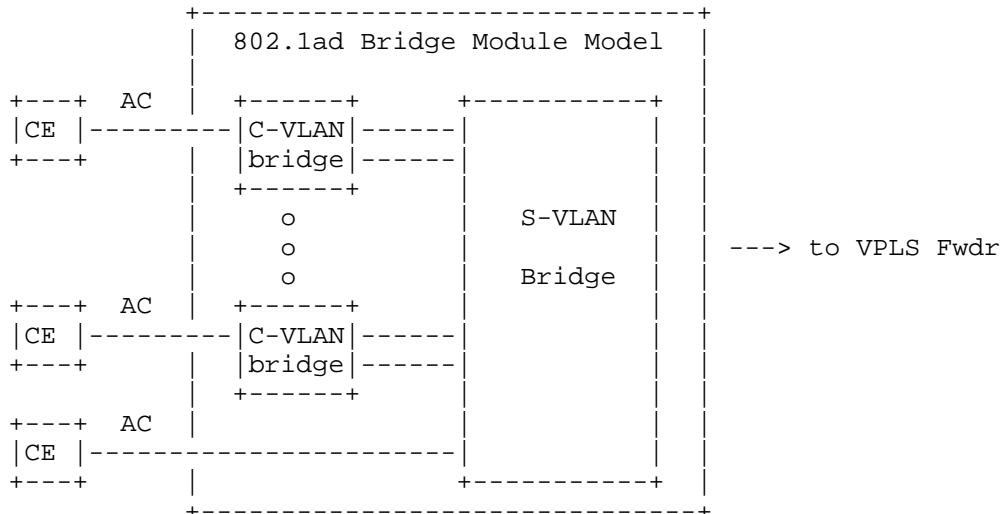 802.1ad Bridge Module Model
AC
CE C-VLAN
bridge
o S-VLAN
o ---> to VPLS Fwdr
o Bridge
AC
CE C-VLAN
bridge
AC
CE